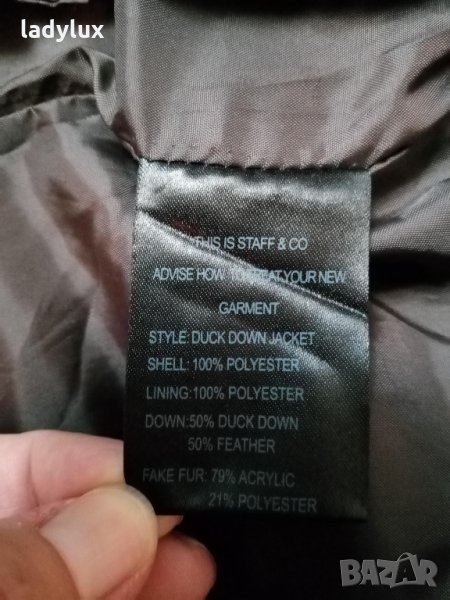 ladylux
THIS IS STAFF & CO
ADVISE HOW TO TREAT YOUR NEW
GARMENT
STYLE: DUCK DOWN JACKET
SHELL: 100% POLYESTER
LINING: 100% POLYESTER
DOWN: 50% DUCK DOWN
50% FEATHER
FAKE FUR: 79% ACRYLIC
21% POLYESTER
BAZAR